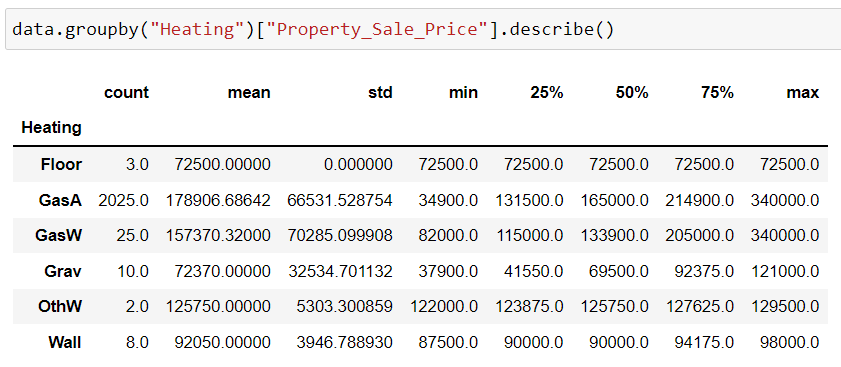 data.groupby("Heating")["Property_Sale_Price"].describe()
count mean std min 25% 50% 75% max
Heating
Floor 3.0 72500.00000 0.000000 72500.0 72500.0 72500.0 72500.0 72500.0
GasA 2025.0 178906.68642 66531.528754 34900.0 131500.0 165000.0 214900.0 340000.0
GasW 25.0 157370.32000 70285.099908 82000.0 115000.0 133900.0 205000.0 340000.0
Grav 10.0 72370.00000 32534.701132 37900.0 41550.0 69500.0 92375.0 121000.0
OthW 2.0 125750.00000 5303.300859 122000.0 123875.0 125750.0 127625.0 129500.0
Wall 8.0 92050.00000 3946.788930 87500.0 90000.0 90000.0 94175.0 98000.0